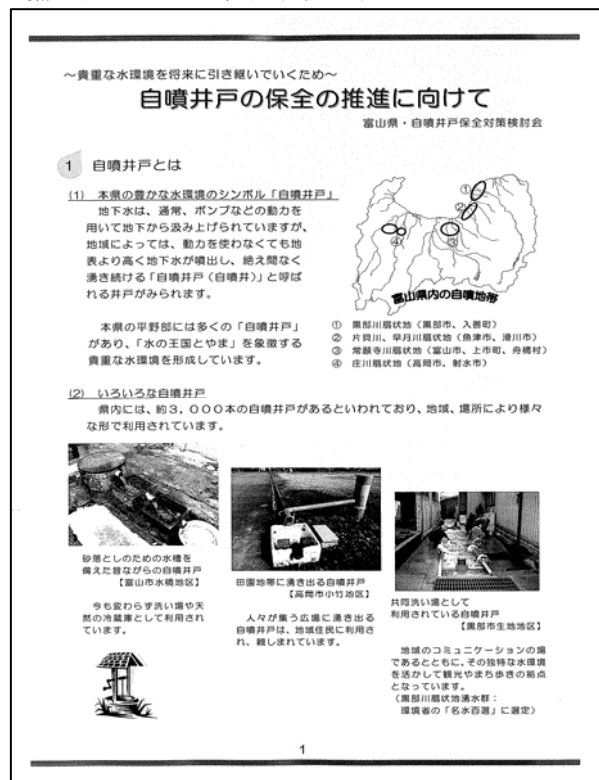 ～貴重な水環境を将来に引き継いでいくため～
自噴井戸の保全の推進に向けて
富山県・自噴井戸保全対策検討会
1 自噴井戸とは
(1) 本県の豊かな水環境のシンボル「自噴井戸」
地下水は、通常、ポンプなどの動力を
用いて地下から汲み上げられていますが、
地域によっては、動力を使わなくても地
表より高く地下水が噴出し、絶え間なく
湧き続ける「自噴井戸（自噴井）」と呼ば
れる井戸がみられます。
本県の平野部には多くの「自噴井戸」
があり、「水の王国とやま」を象徴する
貴重な水環境を形成しています。
①
②
③
④
富山県内の自噴地帯
① 黒部川扇状地（黒部市、入善町）
② 片貝川、早月川扇状地（魚津市、滑川市）
③ 常願寺川扇状地（富山市、上市町、舟橋村）
④ 庄川扇状地（高岡市、射水市）
(2) いろいろな自噴井戸
県内には、約３，０００本の自噴井戸があるといわれており、地域、場所により様々
な形で利用されています。
砂落としのための水槽を
備えた昔ながらの自噴井戸
【富山市水橋地区】
今も変わらず洗い場や天
然の冷蔵庫として利用され
ています。
田園地帯に湧き出る自噴井戸
【高岡市小竹地区】
人々が集う広場に湧き出る
自噴井戸は、地域住民に利用さ
れ、親しまれています。
共同洗い場として
利用されている自噴井戸
【黒部市生地地区】
地域のコミュニケーションの場
であるとともに、その独特な水環境
を活かして観光やまち歩きの拠点
となっています。
（黒部川扇状地湧水群：
環境省の「名水百選」に選定）
1